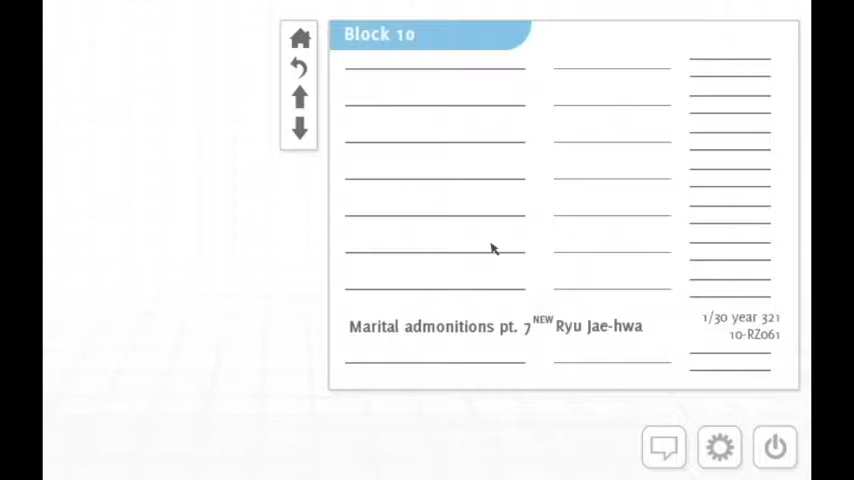 Block 10
Marital admonitions pt. 7 NEW Ryu Jae-hwa 1/30 year 321
10-RZ061